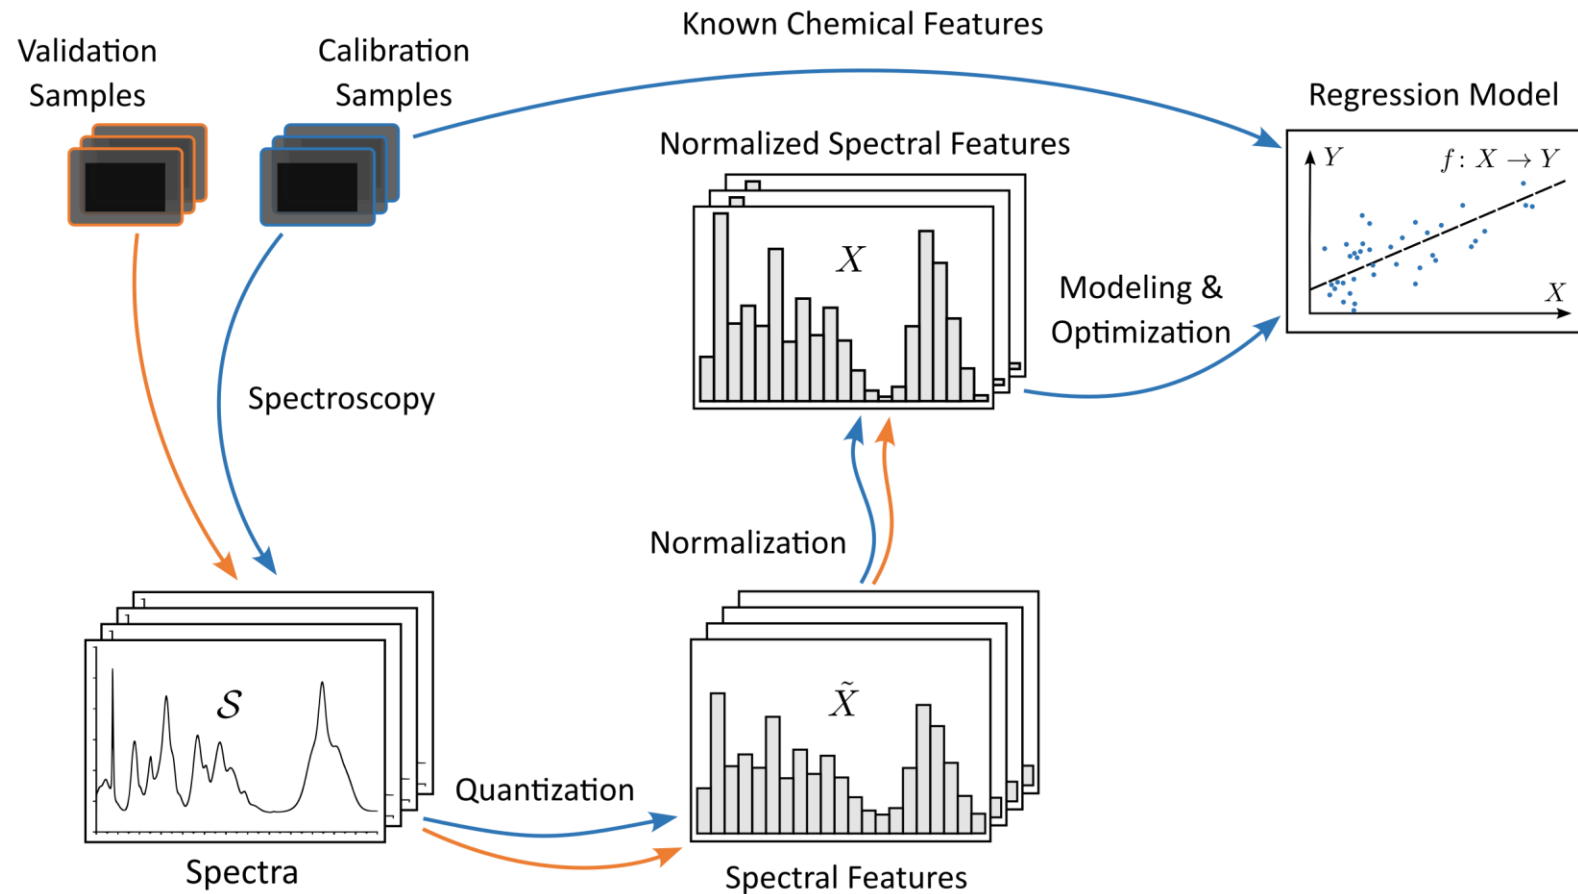 Known Chemical Features
Validation
Samples
Calibration
Samples
Regression Model
Y
f: X → Y
X
Normalized Spectral Features
X
Modeling &
Optimization
Spectroscopy
Normalization
S
X̃
Quantization
Spectra
Spectral Features